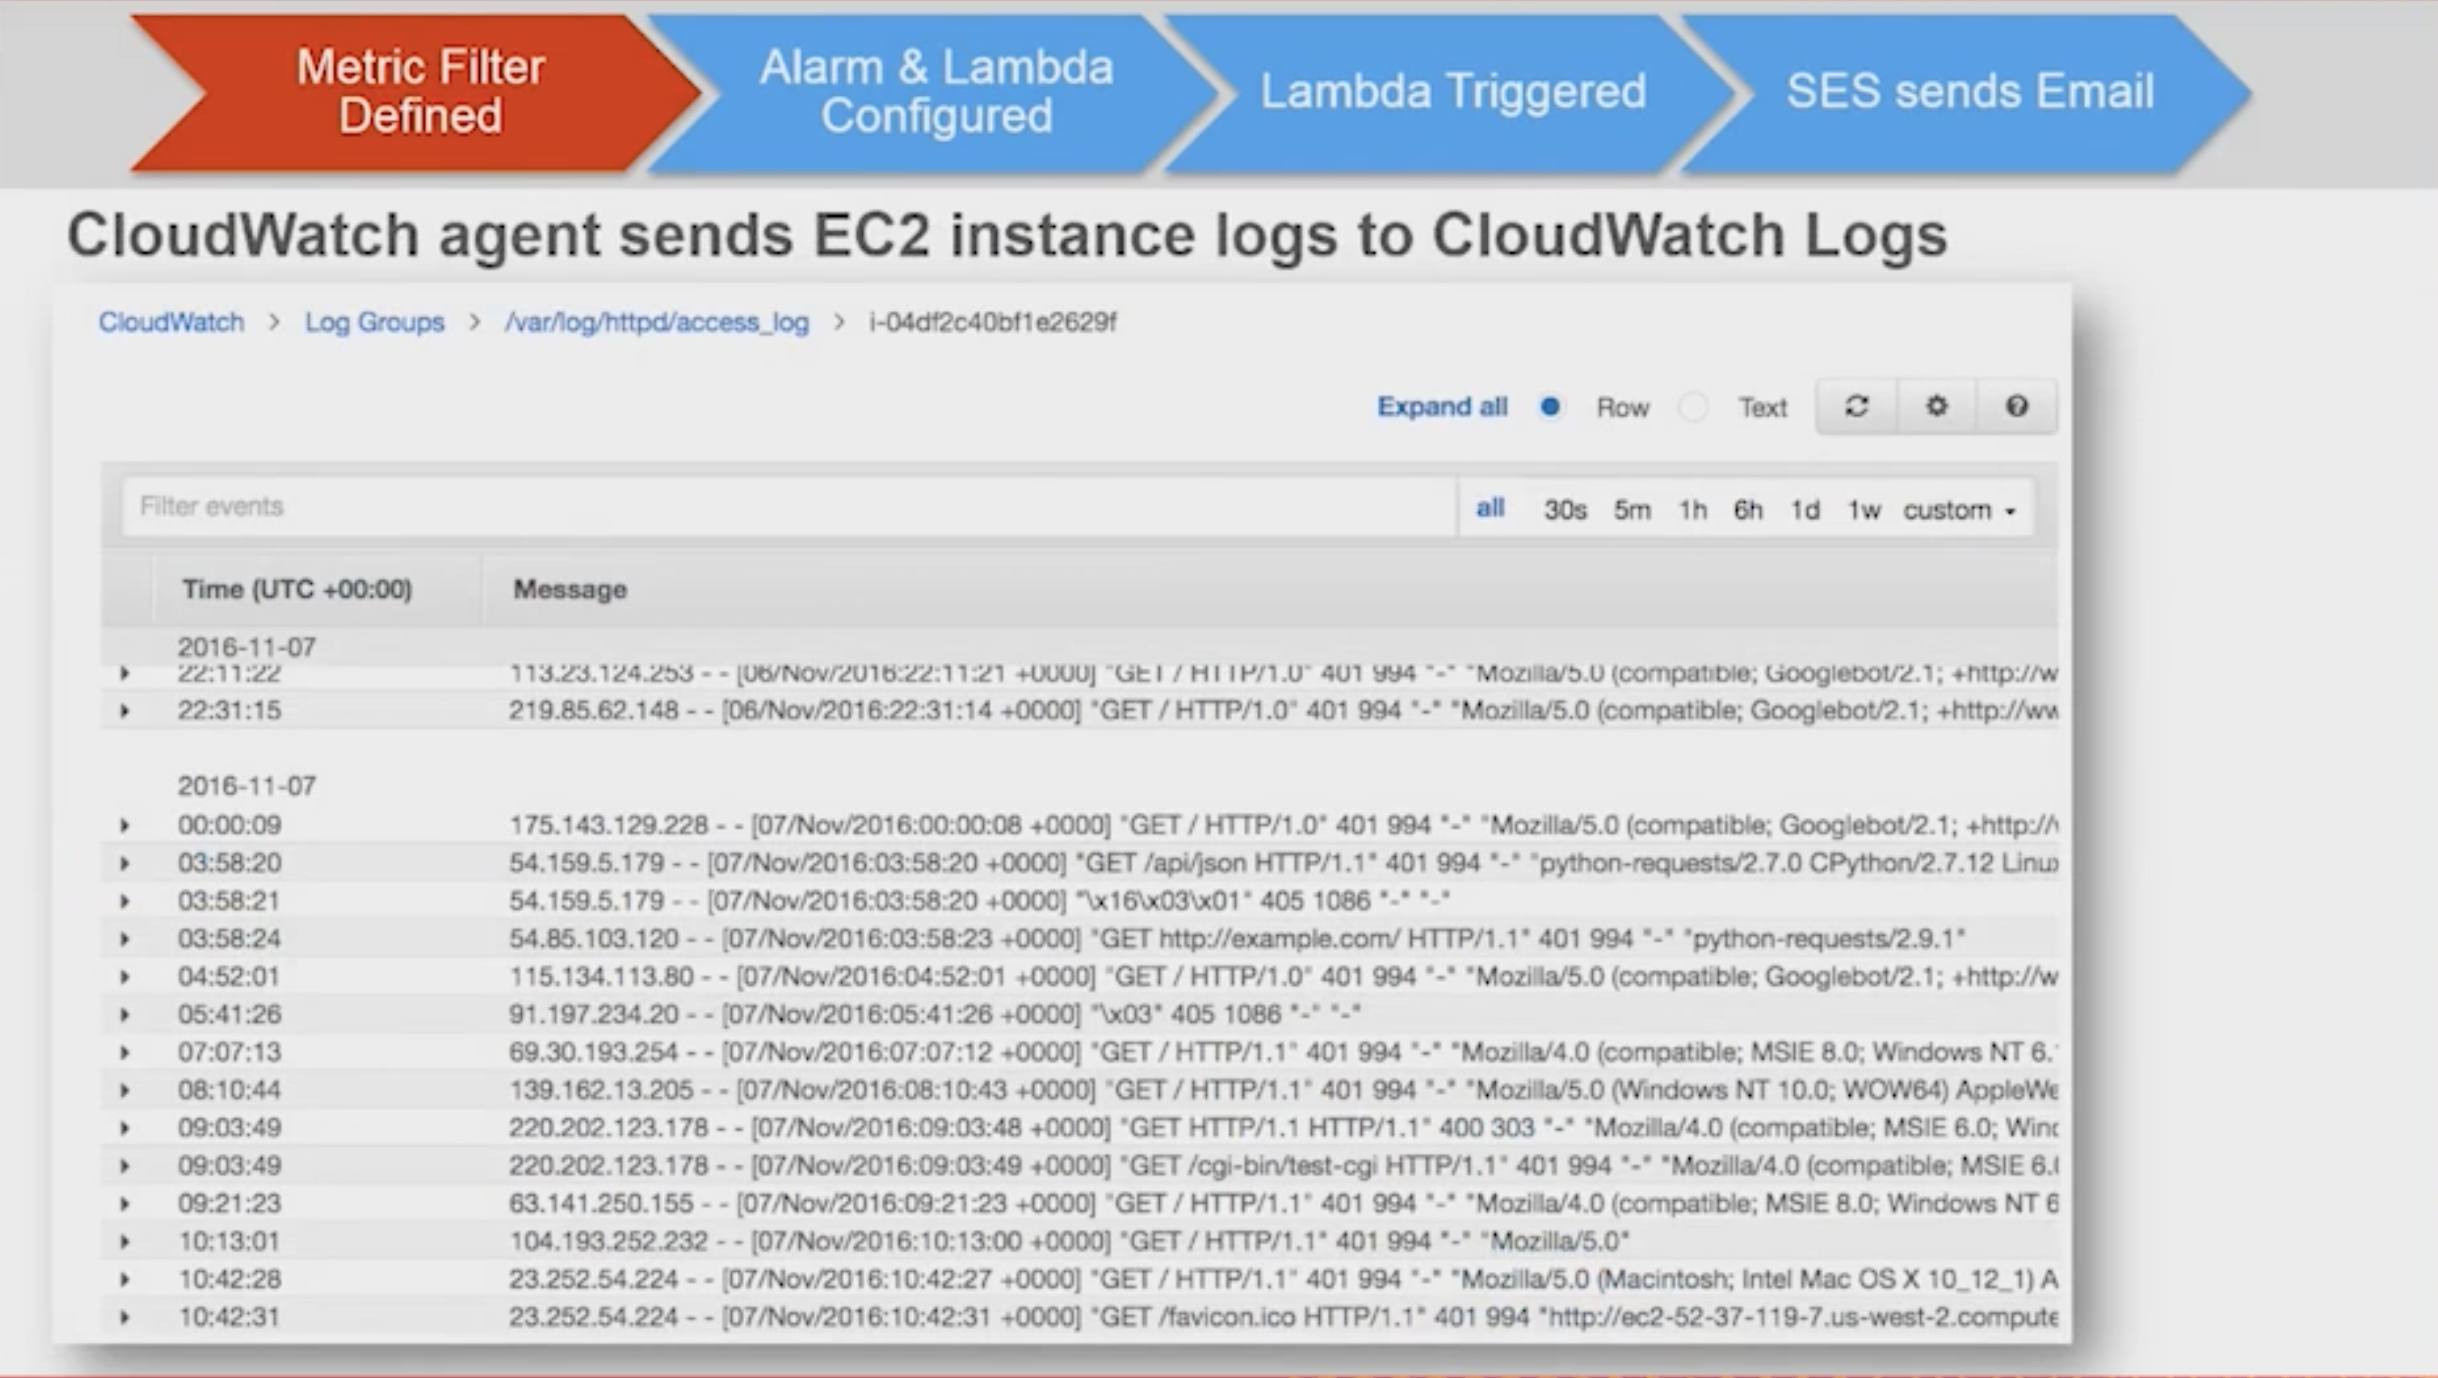 Metric Filter
Defined
Alarm & Lambda
Configured
Lambda Triggered
SES sends Email
CloudWatch agent sends EC2 instance logs to CloudWatch Logs
CloudWatch > Log Groups > /var/log/httpd/access_log > i-04df2c40bf1e2629f
Expand all Row Text
Filter events all 30s 5m 1h 6h 1d 1w custom
Time (UTC +00:00) Message
2016-11-07
22:11:22 113.23.124.253 - - [06/Nov/2016:22:11:21 +0000] "GET / HTTP/1.0" 401 994 "-" "Mozilla/5.0 (compatible; Googlebot/2.1; +http://w
22:31:15 219.85.62.148 - - [06/Nov/2016:22:31:14 +0000] "GET / HTTP/1.0" 401 994 "-" "Mozilla/5.0 (compatible; Googlebot/2.1; +http://ww
2016-11-07
00:00:09 175.143.129.228 - - [07/Nov/2016:00:00:08 +0000] "GET / HTTP/1.0" 401 994 "-" "Mozilla/5.0 (compatible; Googlebot/2.1; +http://
03:58:20 54.159.5.179 - - [07/Nov/2016:03:58:20 +0000] "GET /api/json HTTP/1.1" 401 994 "-" "python-requests/2.7.0 CPython/2.7.12 Linux
03:58:21 54.159.5.179 - - [07/Nov/2016:03:58:20 +0000] "\x16\x03\x01" 405 1086 "-" "-"
03:58:24 54.85.103.120 - - [07/Nov/2016:03:58:23 +0000] "GET http://example.com/ HTTP/1.1" 401 994 "-" "python-requests/2.9.1"
04:52:01 115.134.113.80 - - [07/Nov/2016:04:52:01 +0000] "GET / HTTP/1.0" 401 994 "-" "Mozilla/5.0 (compatible; Googlebot/2.1; +http://w
05:41:26 91.197.234.20 - - [07/Nov/2016:05:41:26 +0000] "\x03" 405 1086 "-" "-"
07:07:13 69.30.193.254 - - [07/Nov/2016:07:07:12 +0000] "GET / HTTP/1.1" 401 994 "-" "Mozilla/4.0 (compatible; MSIE 8.0; Windows NT 6.
08:10:44 139.162.13.205 - - [07/Nov/2016:08:10:43 +0000] "GET / HTTP/1.1" 401 994 "-" "Mozilla/5.0 (Windows NT 10.0; WOW64) AppleWe
09:03:49 220.202.123.178 - - [07/Nov/2016:09:03:48 +0000] "GET HTTP/1.1 HTTP/1.1" 400 303 "-" "Mozilla/4.0 (compatible; MSIE 6.0; Wind
09:03:49 220.202.123.178 - - [07/Nov/2016:09:03:49 +0000] "GET /cgi-bin/test-cgi HTTP/1.1" 401 994 "-" "Mozilla/4.0 (compatible; MSIE 6.0
09:21:23 63.141.250.155 - - [07/Nov/2016:09:21:23 +0000] "GET / HTTP/1.1" 401 994 "-" "Mozilla/4.0 (compatible; MSIE 8.0; Windows NT 6
10:13:01 104.193.252.232 - - [07/Nov/2016:10:13:00 +0000] "GET / HTTP/1.1" 401 994 "-" "Mozilla/5.0"
10:42:28 23.252.54.224 - - [07/Nov/2016:10:42:27 +0000] "GET / HTTP/1.1" 401 994 "-" "Mozilla/5.0 (Macintosh; Intel Mac OS X 10_12_1) A
10:42:31 23.252.54.224 - - [07/Nov/2016:10:42:31 +0000] "GET /favicon.ico HTTP/1.1" 401 994 "http://ec2-52-37-119-7.us-west-2.compute